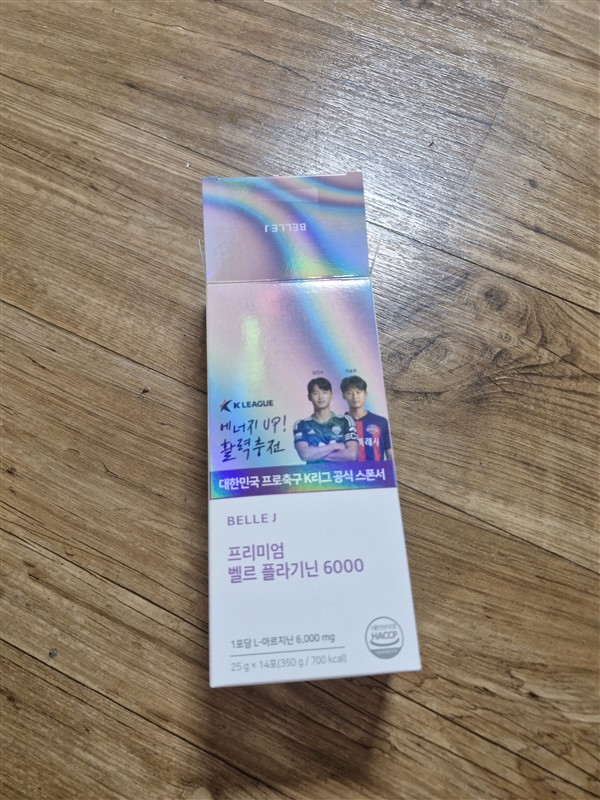 BELLE J
K LEAGUE
에너지 UP!
활력충전
대한민국 프로축구 K리그 공식 스폰서
BELLE J
프리미엄
벨르 플라기닌 6000
1포당 L-아르지닌 6,000 mg
25 g × 14포(350 g / 700 kcal)
HACCP